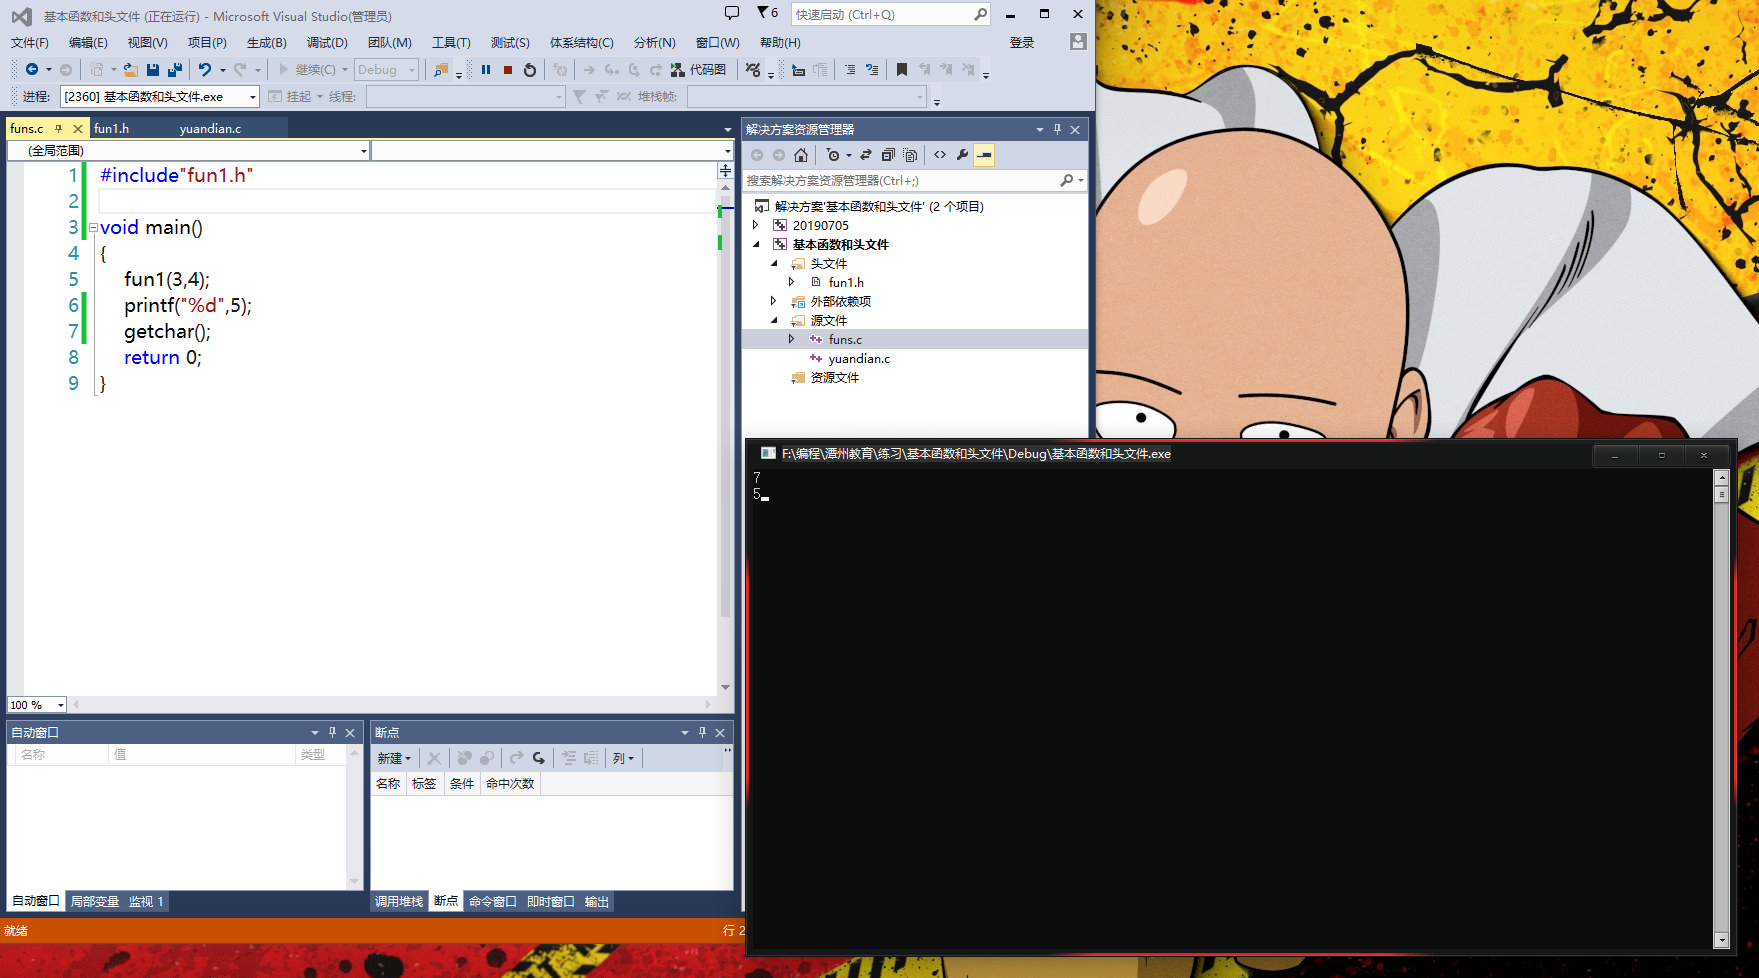 基本函数和头文件 (正在运行) - Microsoft Visual Studio(管理员)
6
快速启动 (Ctrl+Q)
文件(F) 编辑(E) 视图(V) 项目(P) 生成(B) 调试(D) 团队(M) 工具(T) 测试(S) 体系结构(C) 分析(N) 窗口(W) 帮助(H) 登录
继续(C) Debug 代码图
进程: [2360] 基本函数和头文件.exe 挂起 线程: 堆栈帧:
funs.c fun1.h yuandian.c
(全局范围)
1 #include"fun1.h"
2
3 void main()
4 {
5 fun1(3,4);
6 printf("%d",5);
7 getchar();
8 return 0;
9 }
100 %
解决方案资源管理器
搜索解决方案资源管理器(Ctrl+;)
解决方案'基本函数和头文件' (2 个项目)
20190705
基本函数和头文件
头文件
fun1.h
外部依赖项
源文件
funs.c
yuandian.c
资源文件
F:\编程\潭州教育\练习\基本函数和头文件\Debug\基本函数和头文件.exe
7
5
自动窗口
名称 值 类型
自动窗口 局部变量 监视 1
断点
新建 列
名称 标签 条件 命中次数
调用堆栈 断点 命令窗口 即时窗口 输出
就绪 行 2